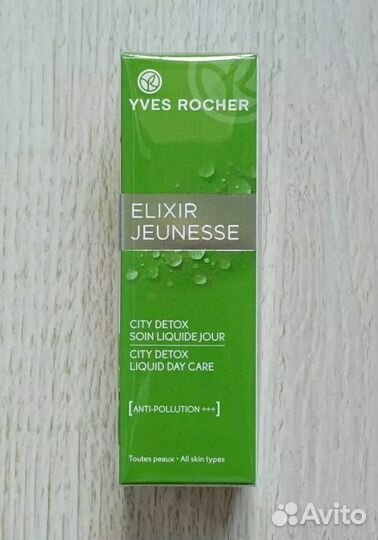 YVES ROCHER
ELIXIR
JEUNESSE
CITY DETOX
SOIN LIQUIDE JOUR
CITY DETOX
LIQUID DAY CARE
[ANTI-POLLUTION +++]
Toutes peaux • All skin types
Avito